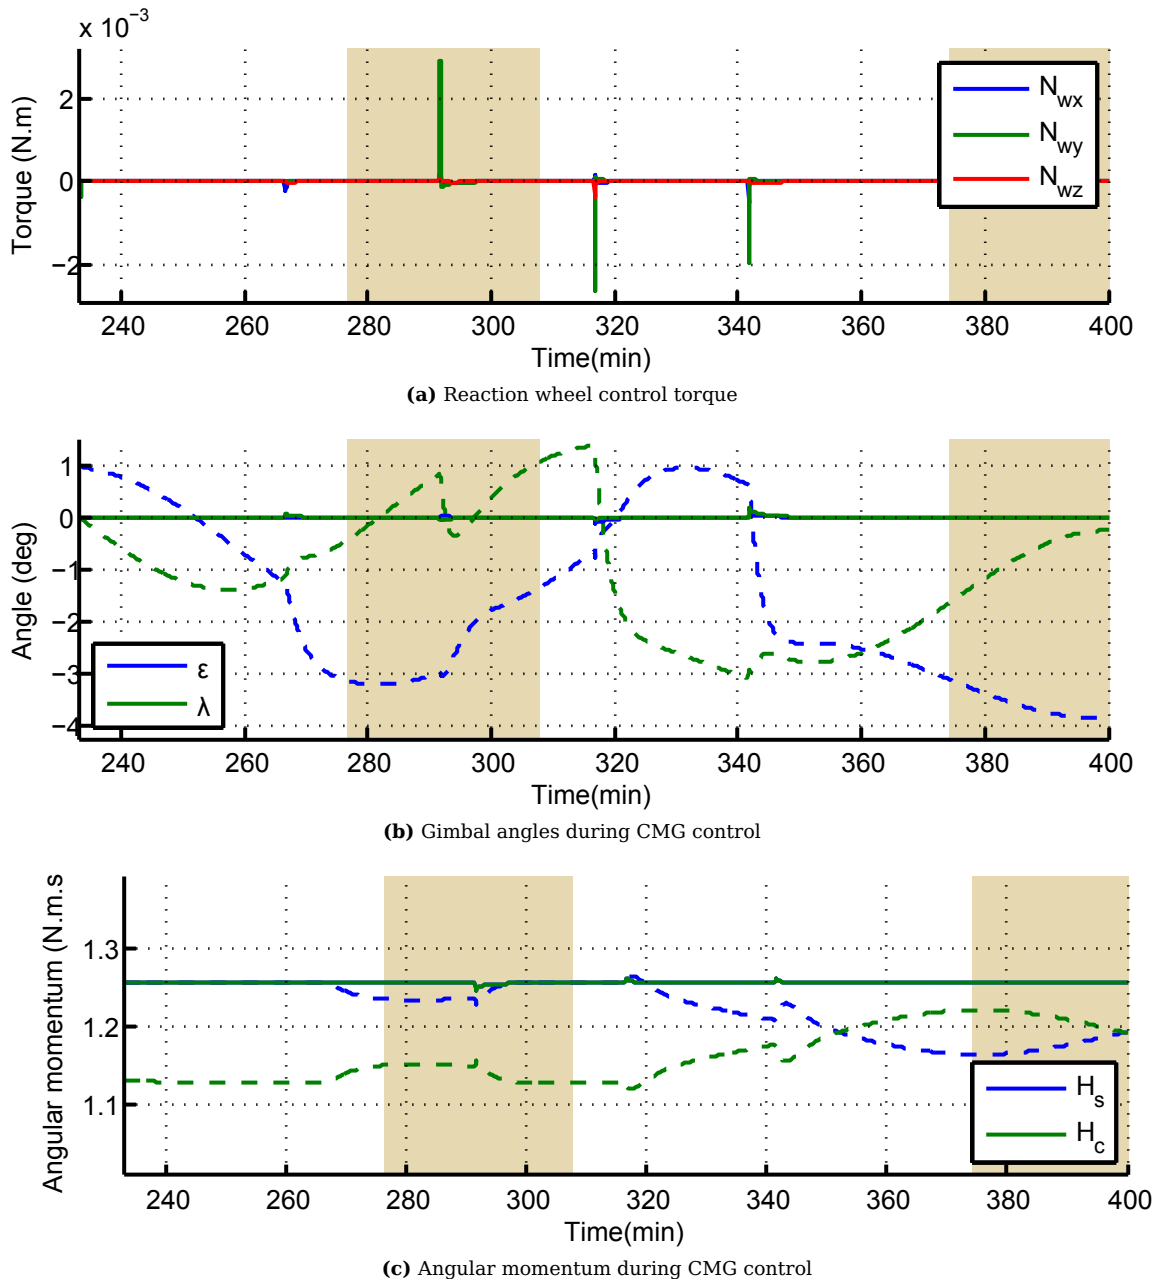 x 10⁻³
2
0
−2
Torque (N.m)
N_wx
N_wy
N_wz
240 260 280 300 320 340 360 380 400
Time(min)
(a) Reaction wheel control torque
1
0
−1
−2
−3
−4
Angle (deg)
ε
λ
240 260 280 300 320 340 360 380 400
Time(min)
(b) Gimbal angles during CMG control
1.3
1.2
1.1
Angular momentum (N.m.s
H_s
H_c
240 260 280 300 320 340 360 380 400
Time(min)
(c) Angular momentum during CMG control